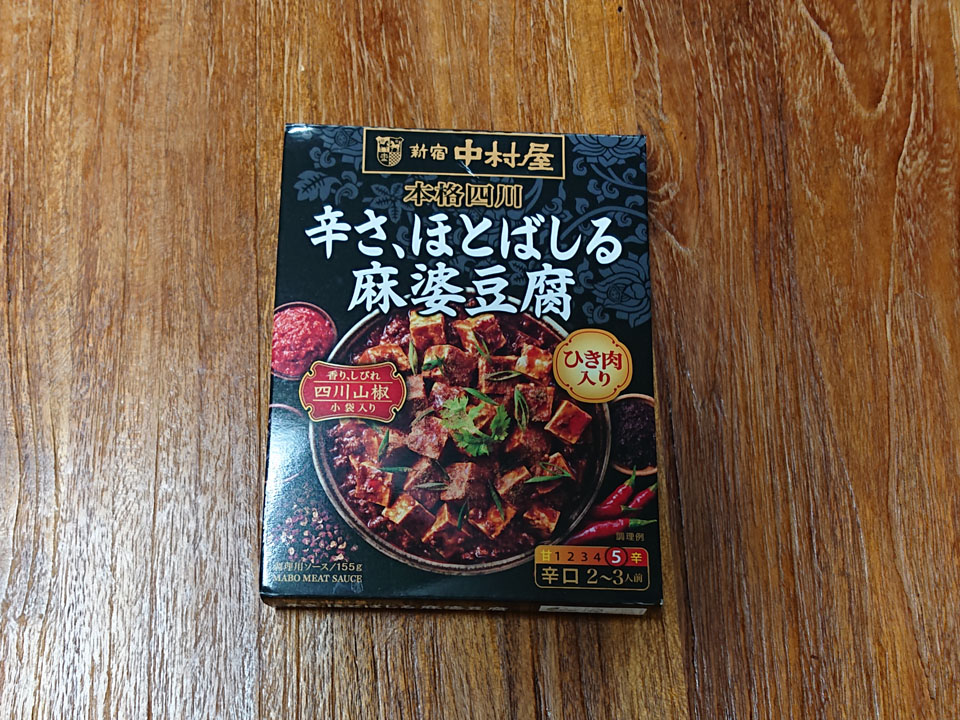 新宿 中村屋
本格四川
辛さ、ほとばしる
麻婆豆腐
ひき肉
入り
香り、しびれ
四川山椒
小袋入り
調理例
甘 1 2 3 4 5 辛
辛口 2〜3人前
調理用ソース/155g
MABO MEAT SAUCE